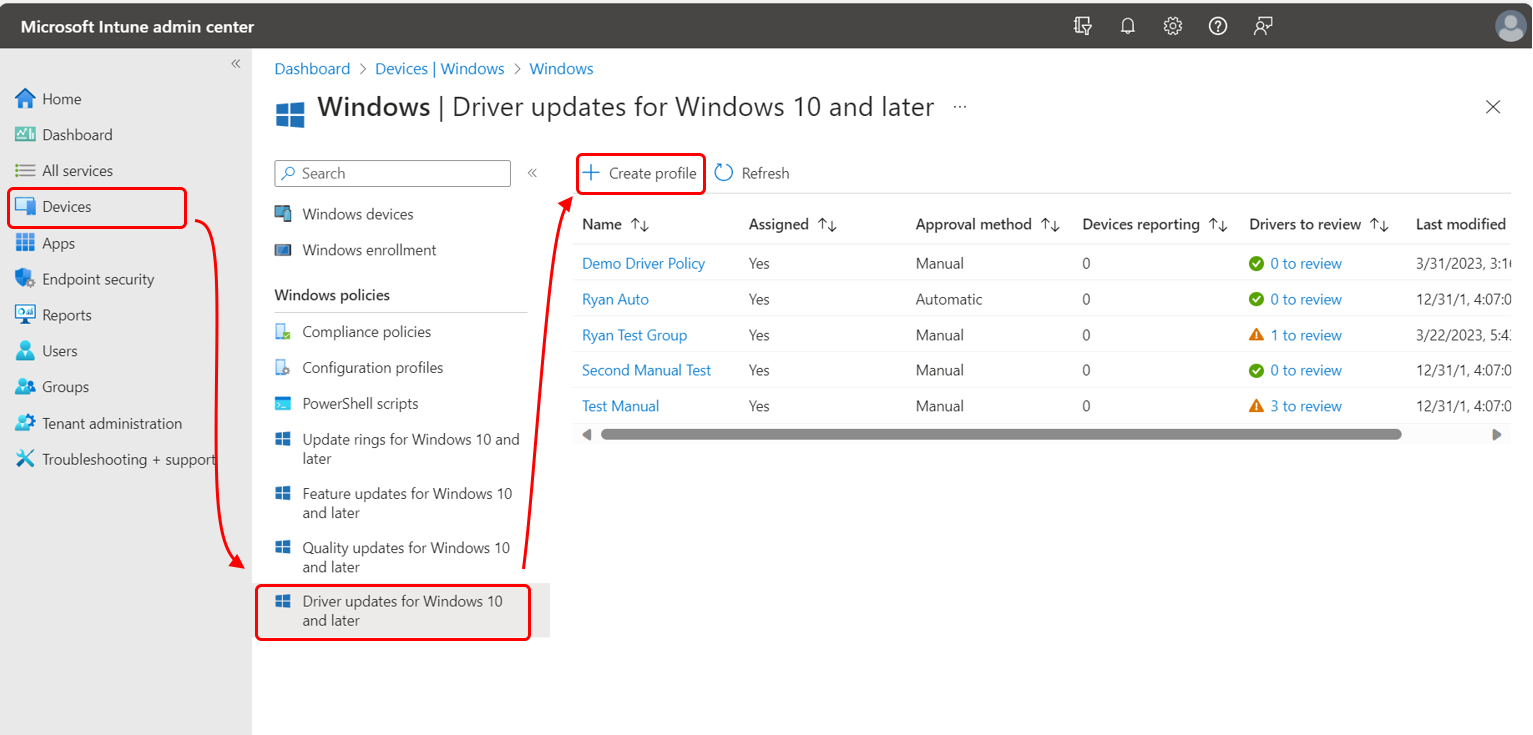 Microsoft Intune admin center
Home
Dashboard
All services
Devices
Apps
Endpoint security
Reports
Users
Groups
Tenant administration
Troubleshooting + support
Dashboard > Devices | Windows > Windows
Windows | Driver updates for Windows 10 and later ...
Search
Windows devices
Windows enrollment
Windows policies
Compliance policies
Configuration profiles
PowerShell scripts
Update rings for Windows 10 and
later
Feature updates for Windows 10
and later
Quality updates for Windows 10
and later
Driver updates for Windows 10
and later
Create profile Refresh
Name Assigned Approval method Devices reporting Drivers to review Last modified
Demo Driver Policy Yes Manual 0 0 to review 3/31/2023, 3:16
Ryan Auto Yes Automatic 0 0 to review 12/31/1, 4:07:0
Ryan Test Group Yes Manual 0 1 to review 3/22/2023, 5:4
Second Manual Test Yes Manual 0 0 to review 12/31/1, 4:07:0
Test Manual Yes Manual 0 3 to review 12/31/1, 4:07:0